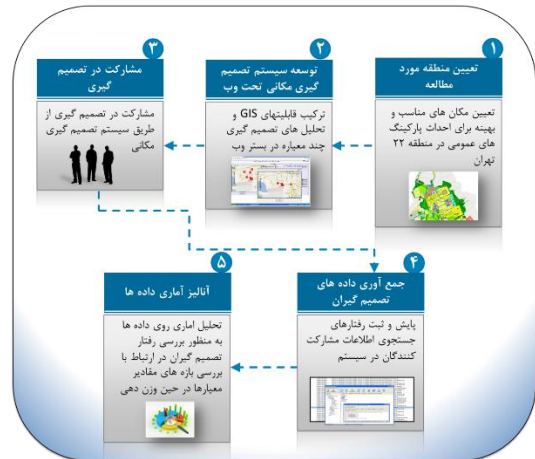 ۱
تعیین منطقه مورد
مطالعه
تعیین مکان های مناسب و
بهینه برای احداث پارکینگ
های عمومی در منطقه ۲۲
تهران
۲
توسعه سیستم تصمیم
گیری مکانی تحت وب
ترکیب قابلیتهای GIS و
تحلیل های تصمیم گیری
چند معیاره در بستر وب
۳
مشارکت در تصمیم
گیری
مشارکت در تصمیم گیری از
طریق سیستم تصمیم گیری
مکانی
۴
جمع آوری داده های
تصمیم گیران
پایش و ثبت رفتارهای
جستجوی اطلاعات مشارکت
کنندگان در سیستم
۵
آنالیز آماری داده ها
تحلیل اماری روی داده ها
به منظور بررسی رفتار
تصمیم گیران در ارتباط با
بررسی بازه های مقادیر
معیارها در حین وزن دهی